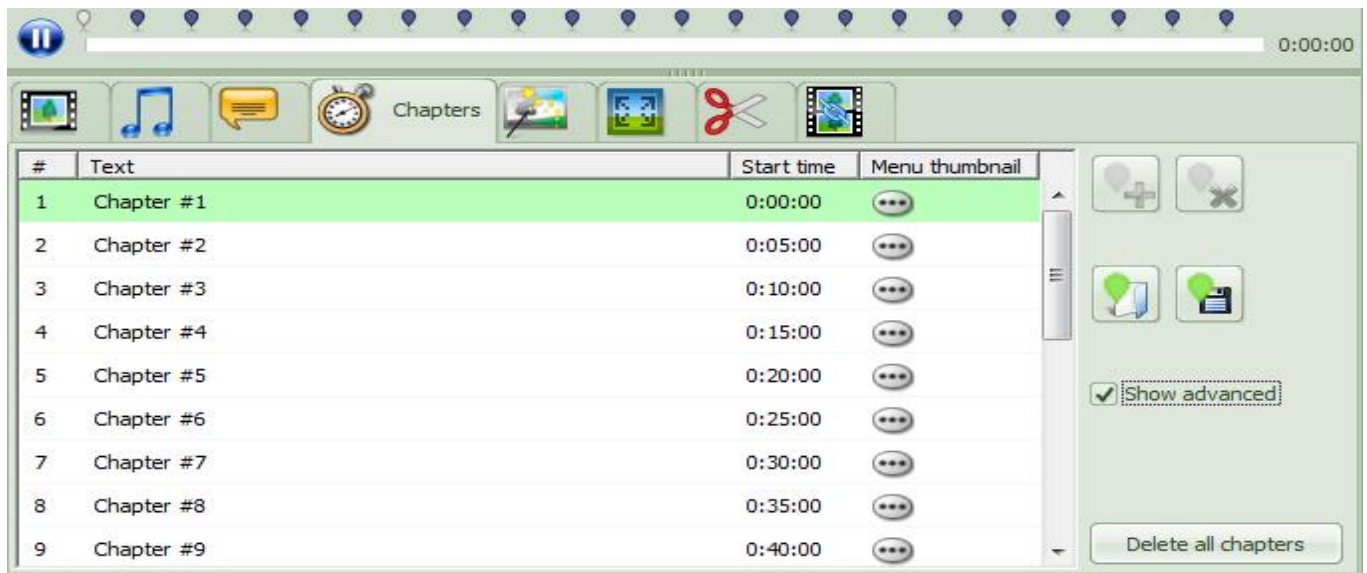 0:00:00
Chapters
# Text Start time Menu thumbnail
1 Chapter #1 0:00:00
2 Chapter #2 0:05:00
3 Chapter #3 0:10:00
4 Chapter #4 0:15:00
5 Chapter #5 0:20:00
Show advanced
6 Chapter #6 0:25:00
7 Chapter #7 0:30:00
8 Chapter #8 0:35:00
9 Chapter #9 0:40:00
Delete all chapters